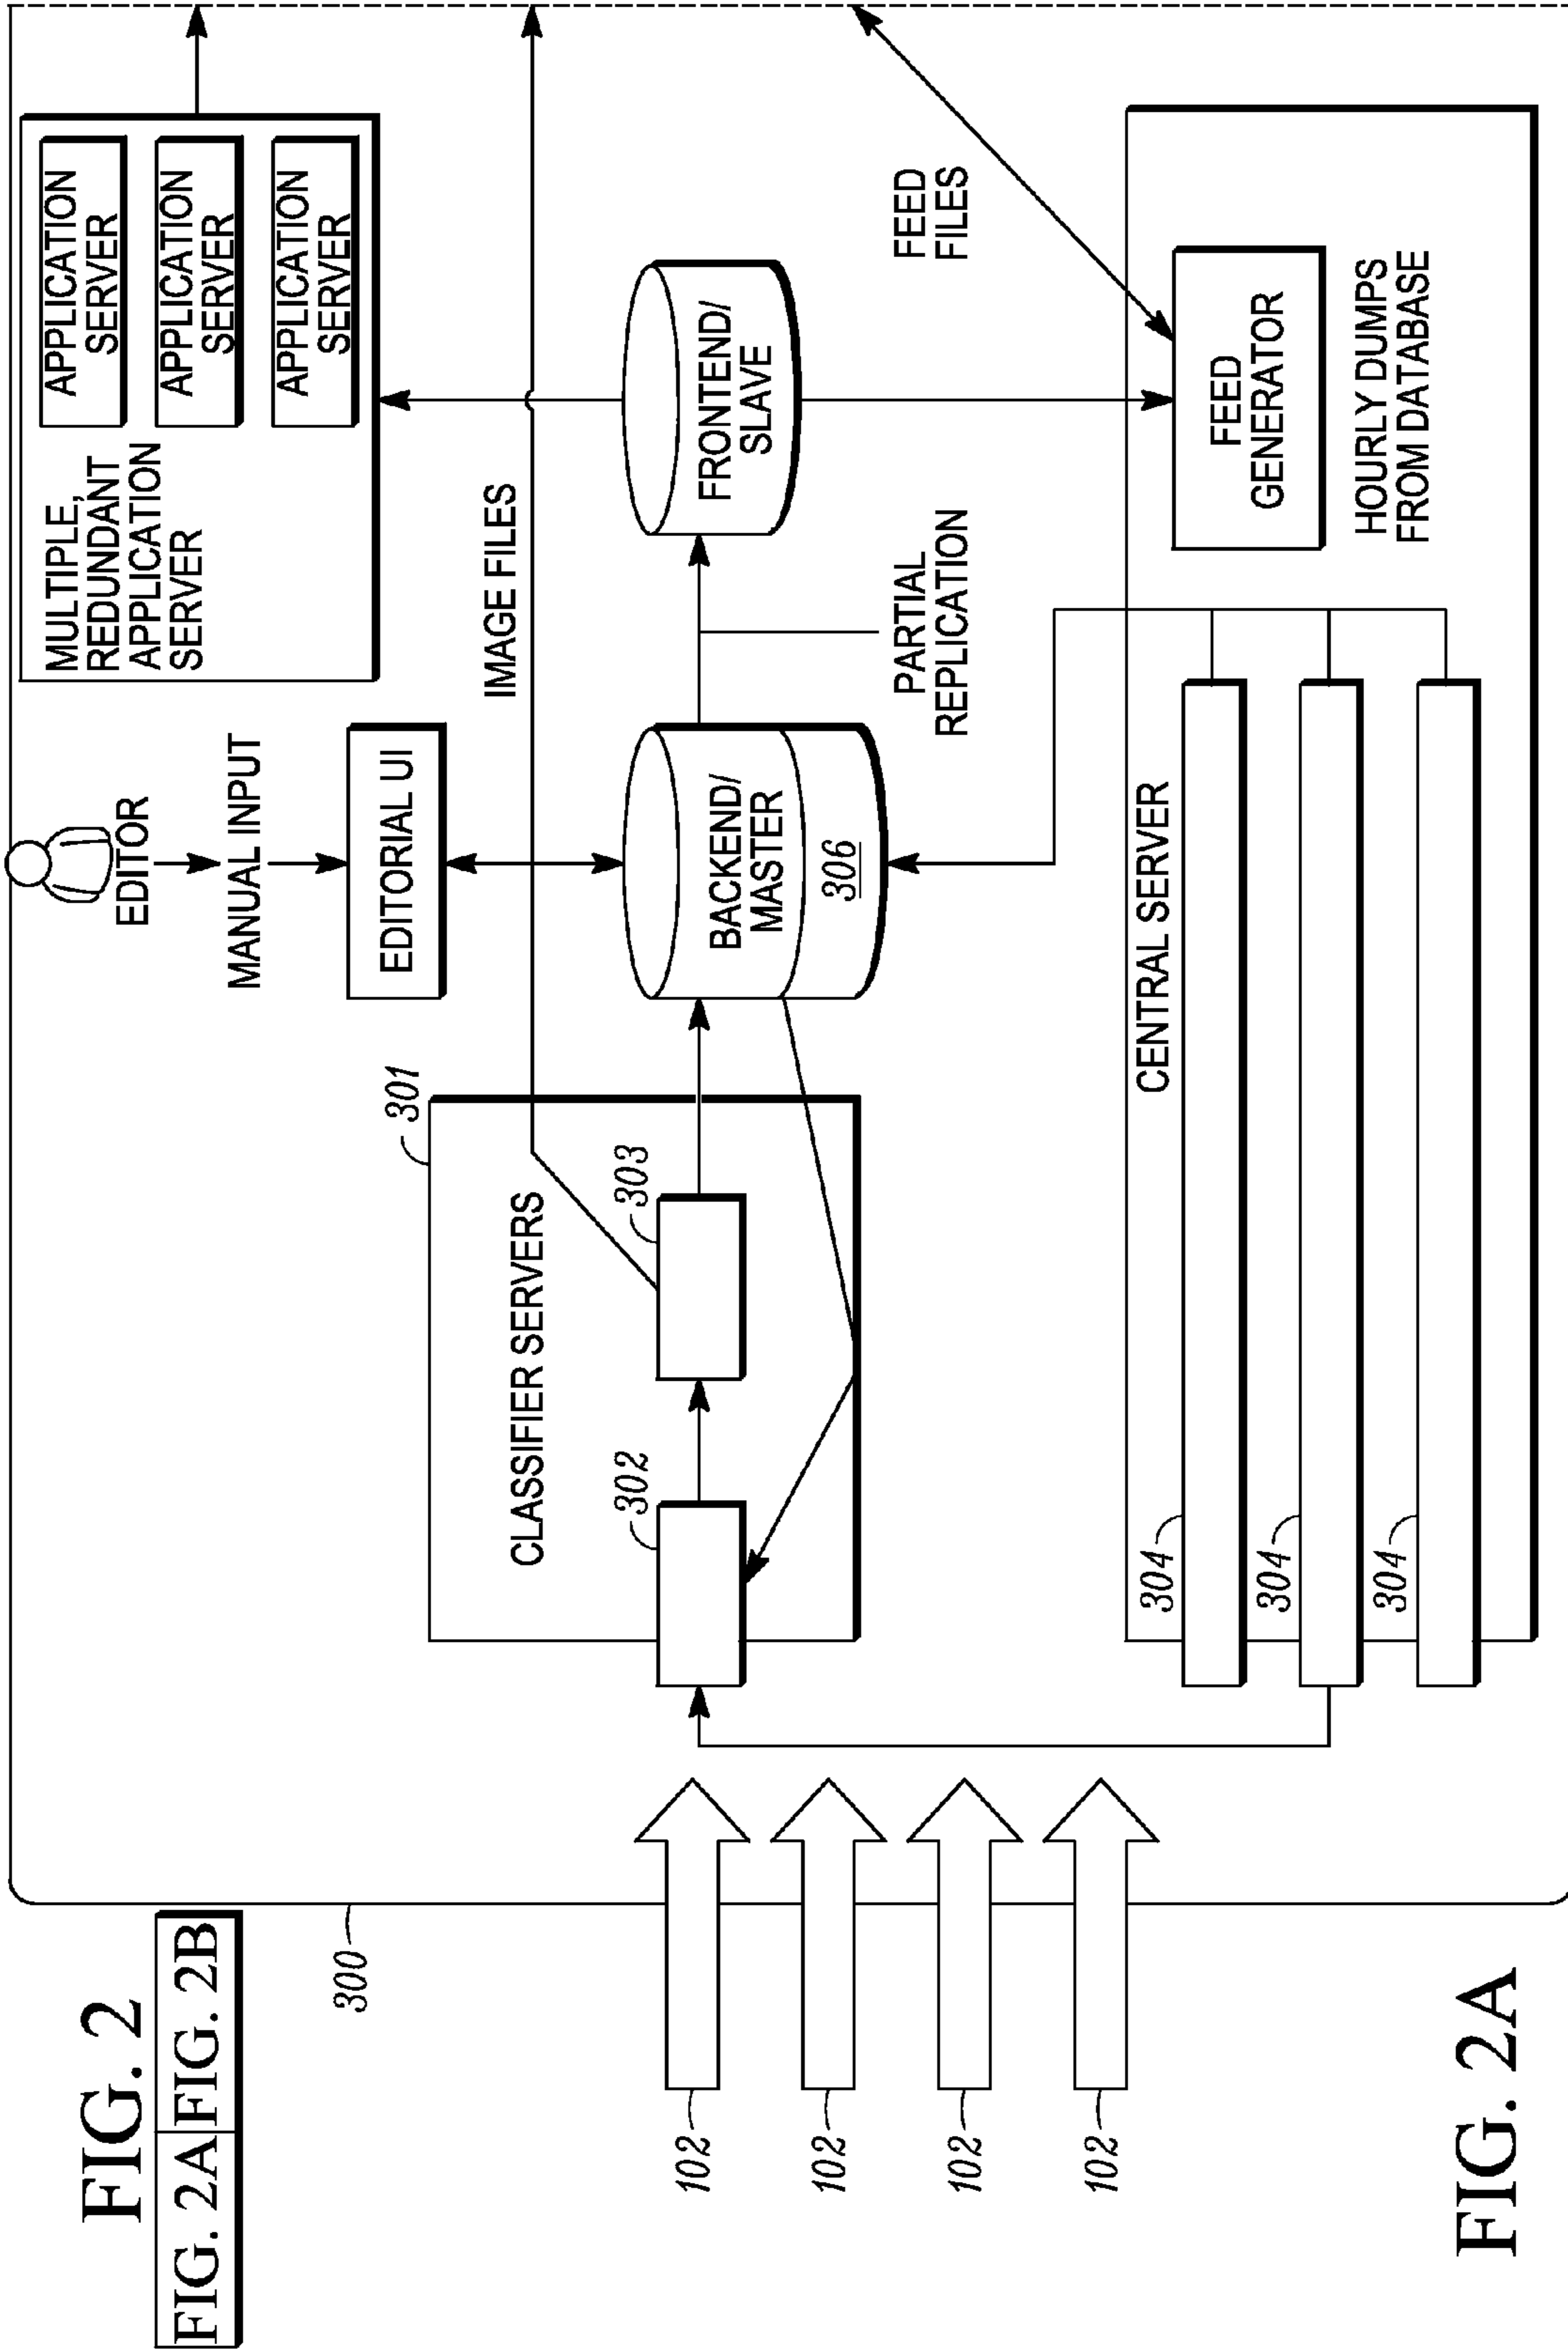 FIG. 2
FIG. 2A FIG. 2B
300
EDITOR
MANUAL INPUT
EDITORIAL UI
MULTIPLE,
REDUNDANT
APPLICATION
SERVER
APPLICATION
SERVER
APPLICATION
SERVER
APPLICATION
SERVER
IMAGE FILES
301
CLASSIFIER SERVERS
302
303
BACKEND/
MASTER
306
FRONTEND/
SLAVE
PARTIAL
REPLICATION
FEED
FILES
102
102
102
102
CENTRAL SERVER
304
304
304
FEED
GENERATOR
HOURLY DUMPS
FROM DATABASE
FIG. 2A